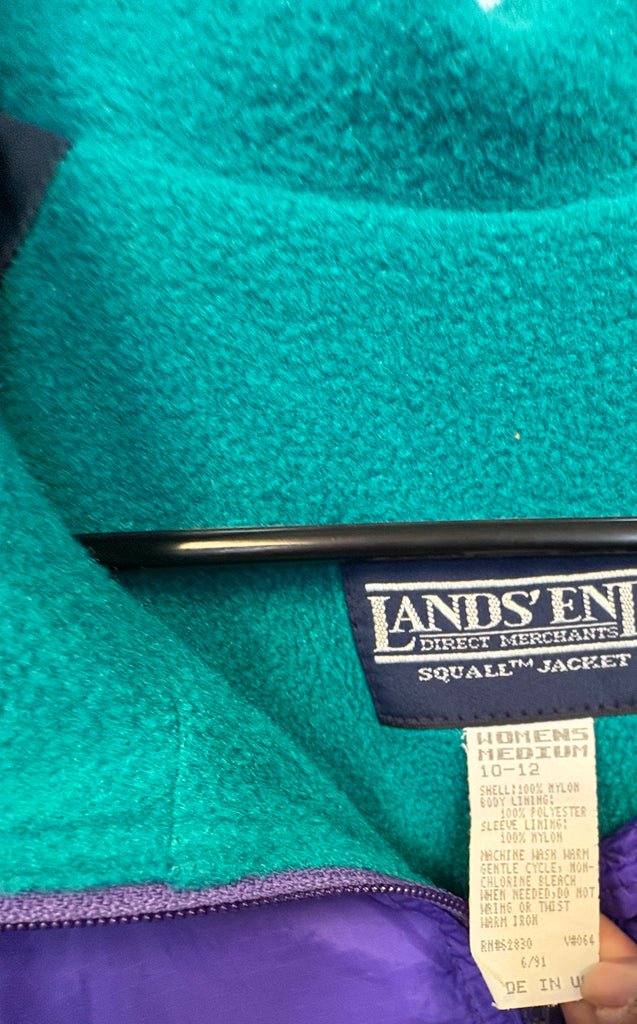 LANDS' EN
DIRECT MERCHANTS
SQUALL™ JACKET
WOMENS
MEDIUM
10-12
SHELL:100% NYLON
BODY LINING:
100% POLYESTER
SLEEVE LINING:
100% NYLON
MACHINE WASH WARM
GENTLE CYCLE; NON-
CHLORINE BLEACH
WHEN NEEDED.DO NOT
WRING OR TWIST
WARM IRON
RN#62830 V#064
6/91
DE IN U